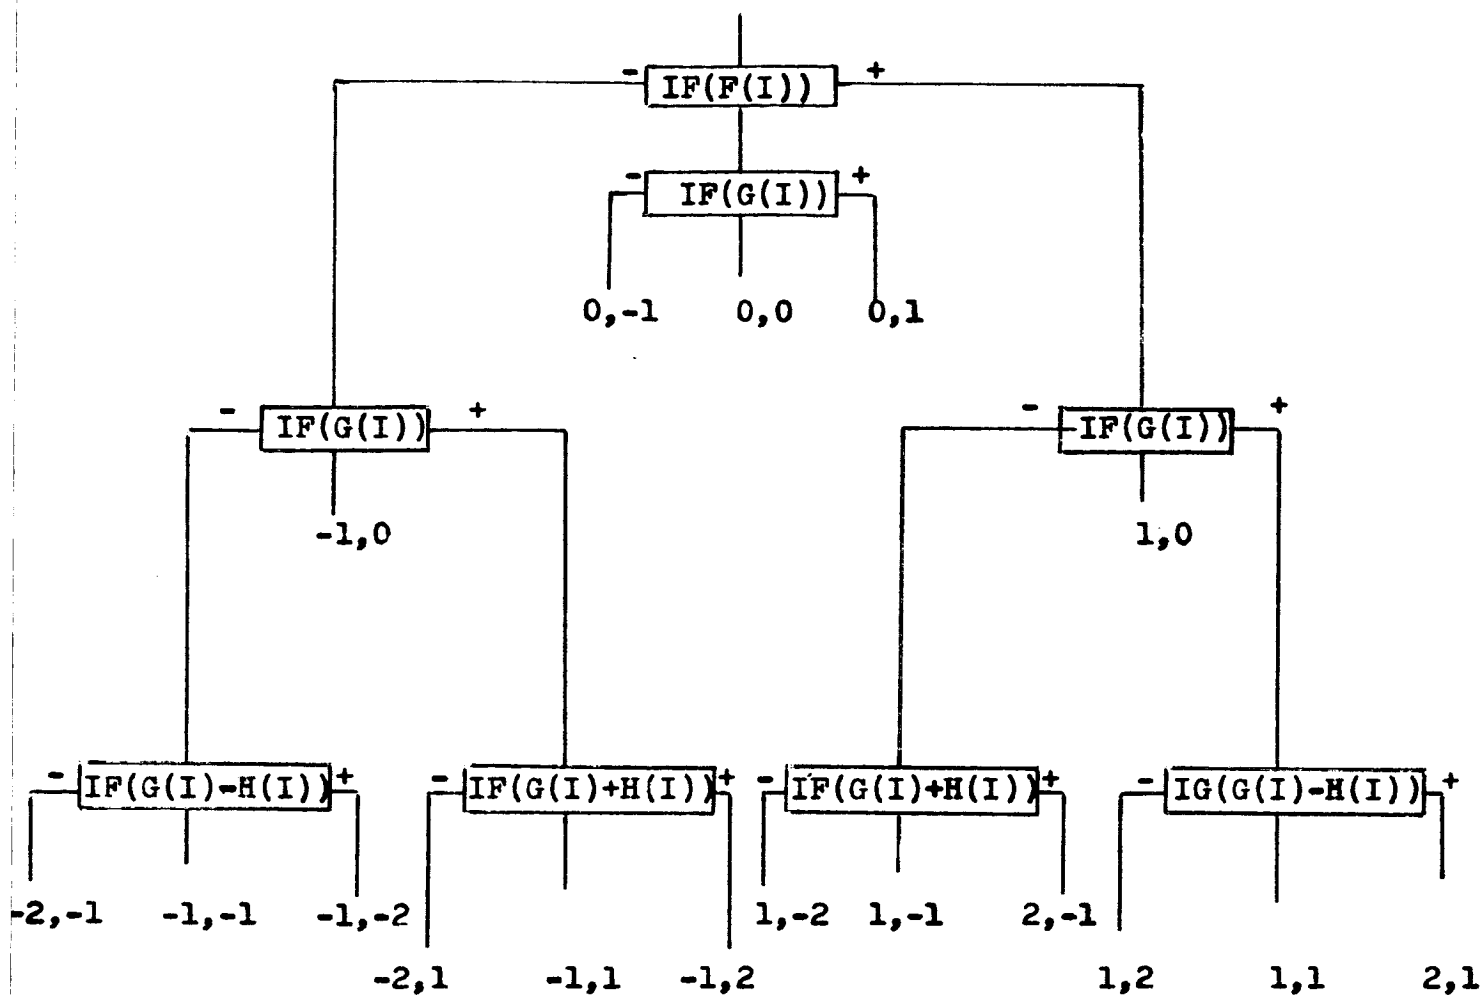 - IF(F(I)) +
- IF(G(I)) +
0,-1 0,0 0,1
- IF(G(I)) + - IF(G(I)) +
-1,0 1,0
- IF(G(I)-H(I)) + - IF(G(I)+H(I)) + - IF(G(I)+H(I)) + - IG(G(I)-H(I)) +
-2,-1 -1,-1 -1,-2 1,-2 1,-1 2,-1
-2,1 -1,1 -1,2 1,2 1,1 2,1